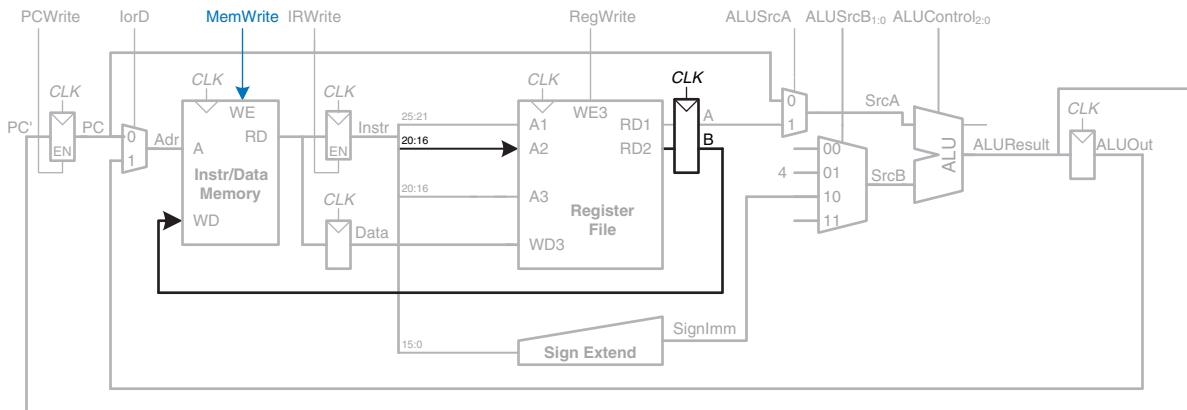 PCWrite IorD MemWrite IRWrite RegWrite ALUSrcA ALUSrcB1:0 ALUControl2:0
CLK CLK CLK CLK CLK CLK
PC' PC EN
0
1
Adr
WE
A RD
Instr/Data
Memory
WD
EN
Instr
CLK
Data
25:21
20:16
20:16
15:0
WE3
A1 RD1
A2 RD2
A3
Register
File
WD3
A
B
0
1
SrcA
4
00
01
10
11
SrcB
ALU
ALUResult
ALUOut
SignImm
Sign Extend